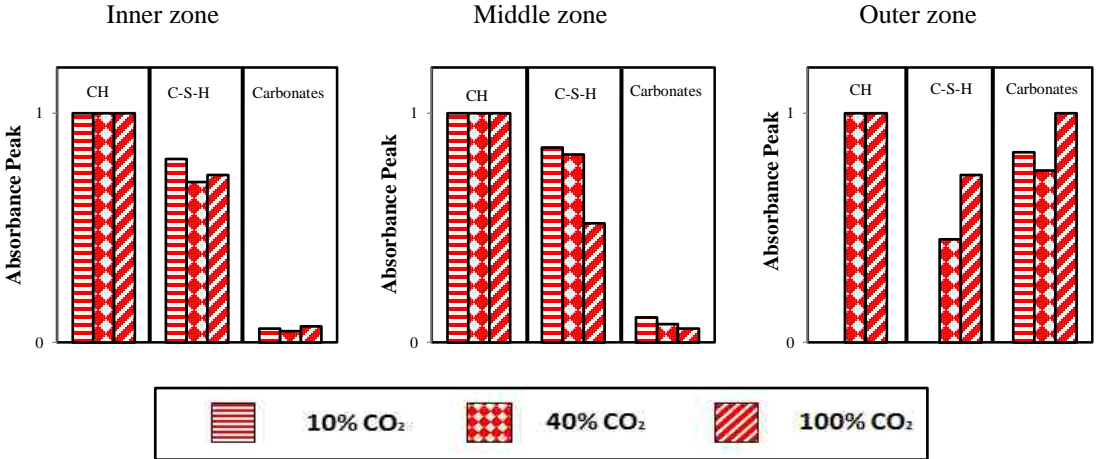 Inner zone
Middle zone
Outer zone
Absorbance Peak
1
0
CH
C-S-H
Carbonates
Absorbance Peak
1
0
CH
C-S-H
Carbonates
Absorbance Peak
1
0
CH
C-S-H
Carbonates
10% CO₂
40% CO₂
100% CO₂